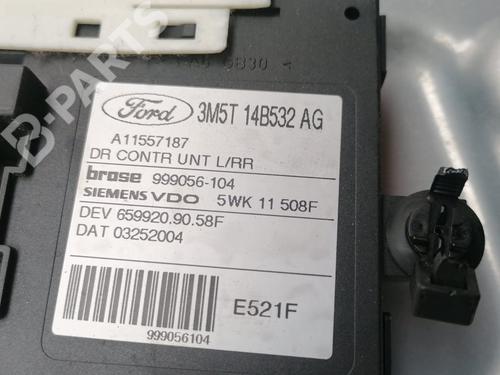 B-PARTS
Ford 3M5T 14B532 AG
A11557187
DR CONTR UNT L/RR
brose 999056-104
SIEMENS VDO 5WK 11 508F
DEV 659920.90.58F
DAT 03252004
E521F
999056104